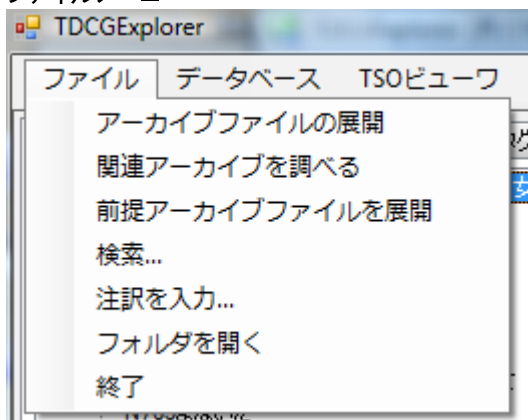 TDCGExplorer
ファイル データベース TSOビューワ
アーカイブファイルの展開
関連アーカイブを調べる
前提アーカイブファイルを展開
検索...
注訳を入力...
フォルダを開く
終了